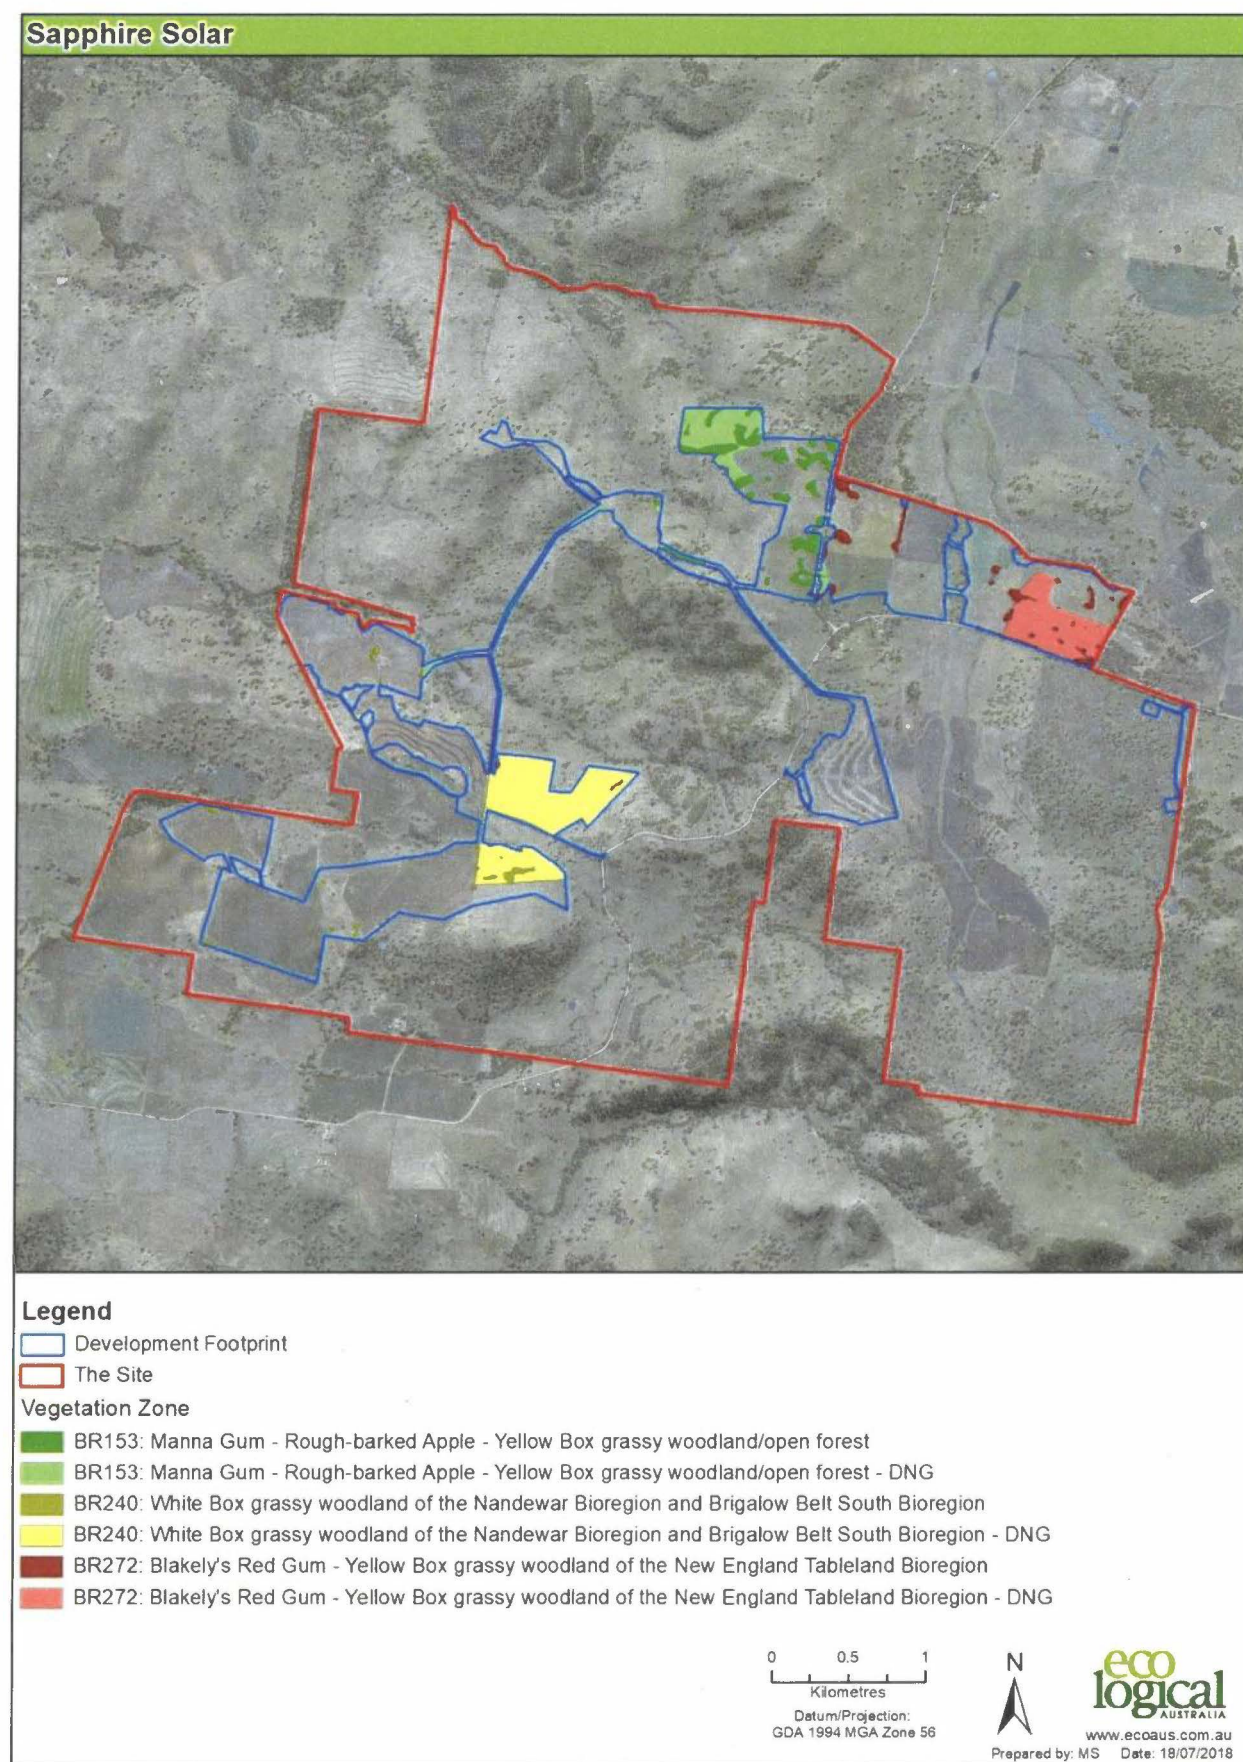 Sapphire Solar
Legend
Development Footprint
The Site
Vegetation Zone
BR153: Manna Gum - Rough-barked Apple - Yellow Box grassy woodland/open forest
BR153: Manna Gum - Rough-barked Apple - Yellow Box grassy woodland/open forest - DNG
BR240: White Box grassy woodland of the Nandewar Bioregion and Brigalow Belt South Bioregion
BR240: White Box grassy woodland of the Nandewar Bioregion and Brigalow Belt South Bioregion - DNG
BR272: Blakely's Red Gum - Yellow Box grassy woodland of the New England Tableland Bioregion
BR272: Blakely's Red Gum - Yellow Box grassy woodland of the New England Tableland Bioregion - DNG
0 0.5 1
Kilometres
Datum/Projection:
GDA 1994 MGA Zone 56
N
eco
logical
AUSTRALIA
www.ecoaus.com.au
Prepared by: MS Date: 18/07/2018